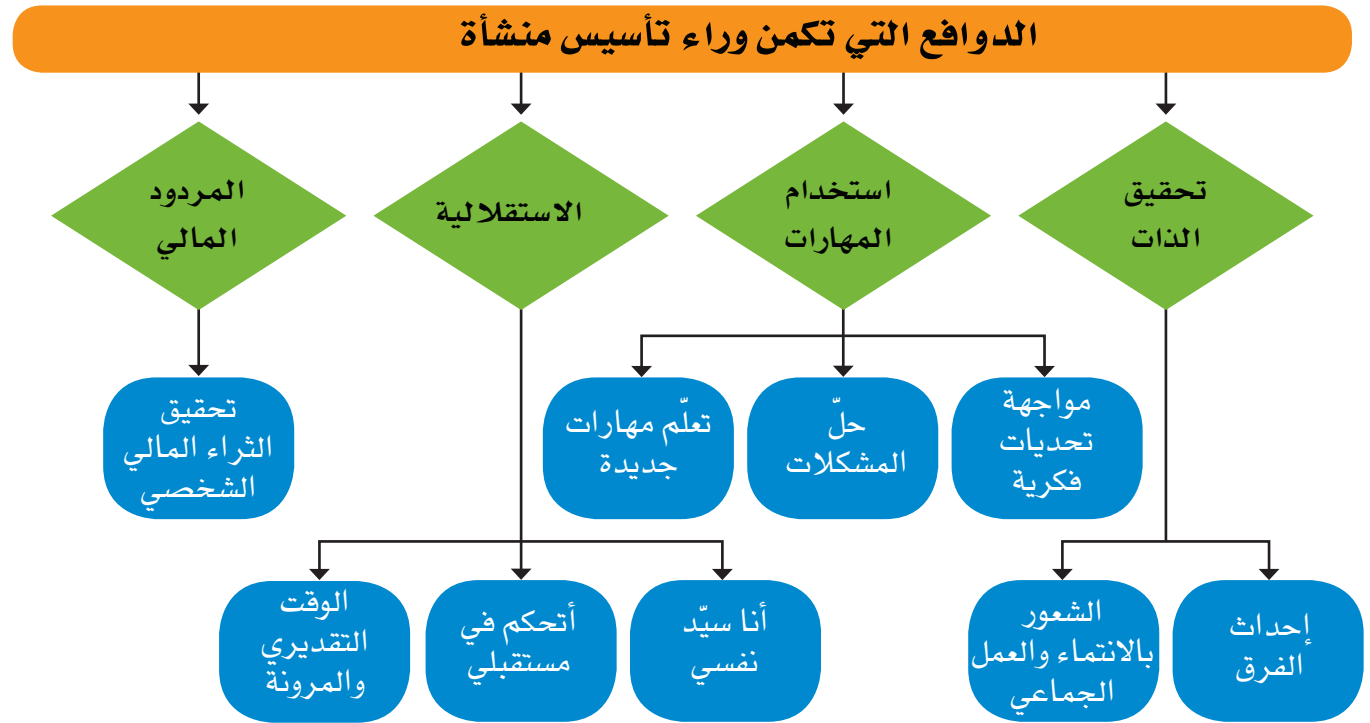 الدوافع التي تكمن وراء تأسيس منشأة
تحقيق
الذات
استخدام
المهارات
الاستقلالية
المردود
المالي
مواجهة
تحديات
فكرية
حلّ
المشكلات
تعلّم مهارات
جديدة
تحقيق
الثراء المالي
الشخصي
إحداث
الفرق
الشعور
بالانتماء والعمل
الجماعي
أنا سيّد
نفسي
أتحكم في
مستقبلي
الوقت
التقديري
والمرونة